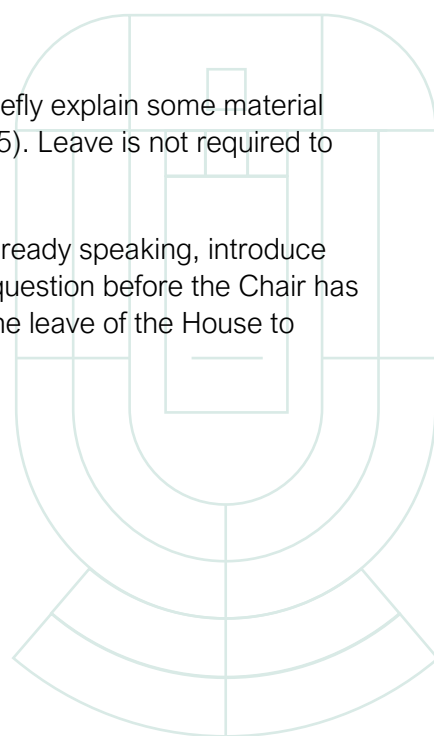 efly explain some material
5). Leave is not required to
ready speaking, introduce
question before the Chair has
ne leave of the House to